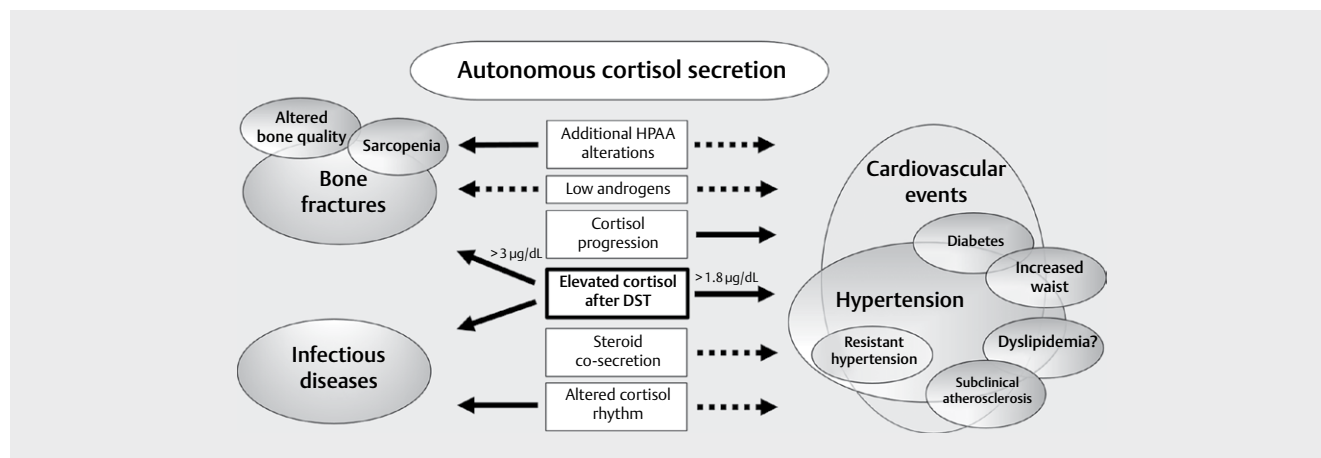 Autonomous cortisol secretion
Altered
bone quality
Sarcopenia
Bone
fractures
Infectious
diseases
Additional HPAA
alterations
Low androgens
Cortisol
progression
> 3 µg/dL
Elevated cortisol
after DST
> 1.8 µg/dL
Steroid
co-secretion
Altered cortisol
rhythm
Cardiovascular
events
Diabetes
Increased
waist
Hypertension
Resistant
hypertension
Dyslipidemia?
Subclinical
atherosclerosis